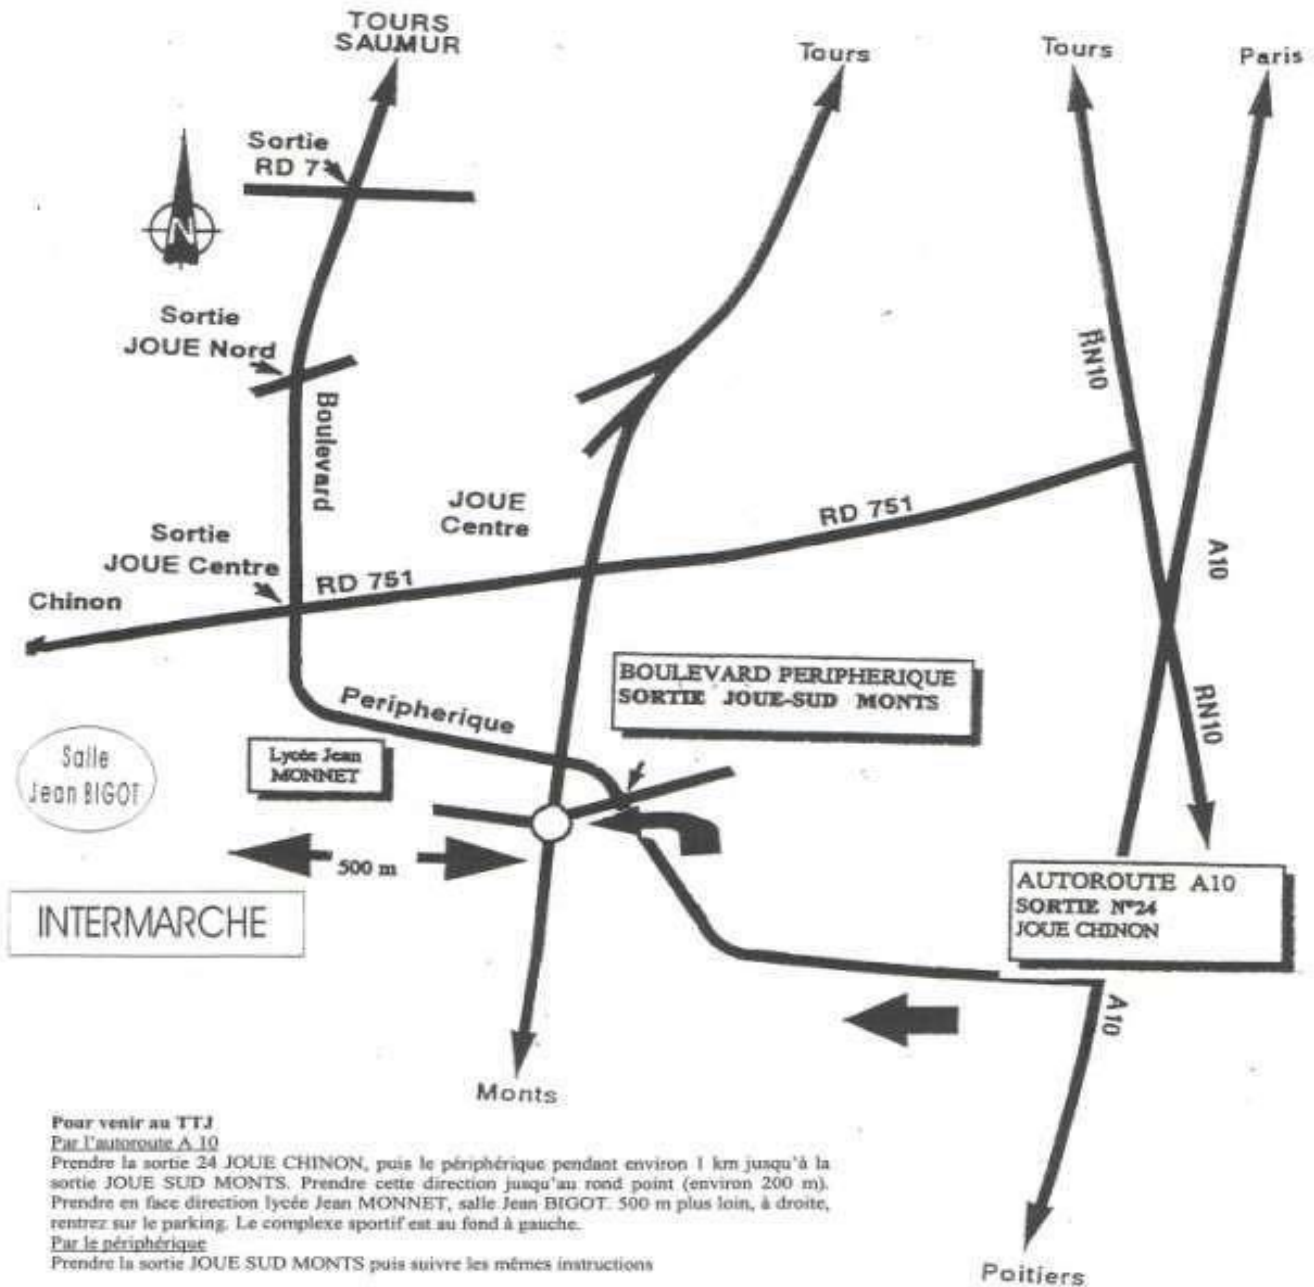 TOURS
SAUMUR
Tours
Tours
Paris
Sortie
RD 7
N
Sortie
JOUE Nord
Boulevard
RN10
JOUE
Centre
RD 751
Sortie
JOUE Centre
RD 751
A10
Chinon
BOULEVARD PERIPHERIQUE
SORTIE JOUE-SUD MONTS
Peripherique
RN10
Salle
Jean BIGOT
Lycée Jean
MONNET
500 m
AUTOROUTE A10
SORTIE N°24
JOUE CHINON
INTERMARCHE
A10
Monts
Pour venir au TTJ
Par l'autoroute A 10
Prendre la sortie 24 JOUE CHINON, puis le périphérique pendant environ 1 km jusqu'à la
sortie JOUE SUD MONTS. Prendre cette direction jusqu'au rond point (environ 200 m).
Prendre en face direction lycée Jean MONNET, salle Jean BIGOT. 500 m plus loin, à droite,
rentrez sur le parking. Le complexe sportif est au fond à gauche.
Par le périphérique
Prendre la sortie JOUE SUD MONTS puis suivre les mêmes instructions
Poitiers